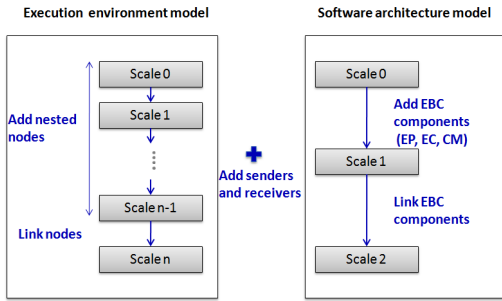 Execution environment model
Software architecture model
Scale 0
Scale 1
Add nested
nodes
Scale n-1
Link nodes
Scale n
Add senders
and receivers
Scale 0
Add EBC
components
(EP, EC, CM)
Scale 1
Link EBC
components
Scale 2